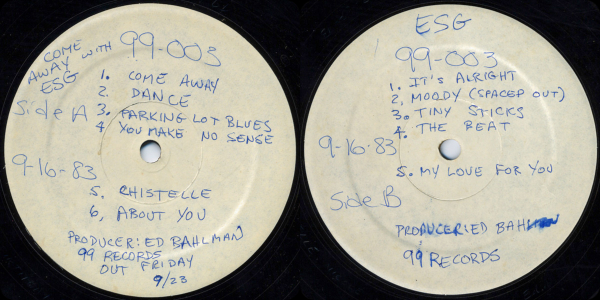 COME
AWAY WITH
ESG
99-003
1. COME AWAY
2. DANCE
Side A
3. PARKING LOT BLUES
4 YOU MAKE NO SENSE
9-16-83
5. CHISTELLE
6, ABOUT YOU
PRODUCER: ED BAHLMAN
99 RECORDS
OUT FRIDAY
9/23
ESG
99-003
1. IT'S ALRIGHT
2, MOODY (SPACED OUT)
3. TINY STICKS
4. THE BEAT
9-16-83
5. MY LOVE FOR YOU
Side B
PRODUCER: ED BAHLMAN
99 RECORDS